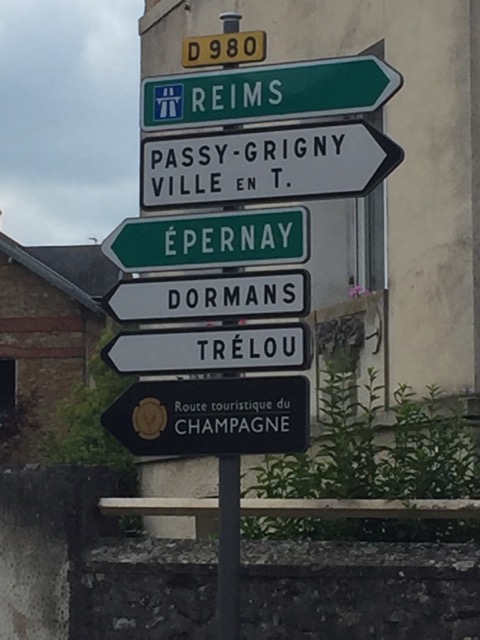 D 980
REIMS
PASSY-GRIGNY
VILLE EN T.
ÉPERNAY
DORMANS
TRÉLOU
Route touristique du
CHAMPAGNE